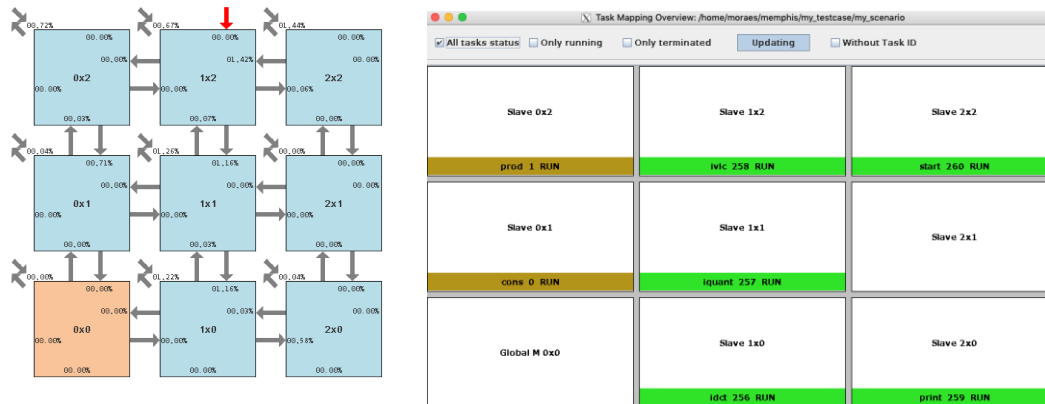 00.72% 00.67% 01.44%
00.00% 00.00% 00.00%
00.00% 01.42% 00.00%
0x2 1x2 2x2
00.00% 00.00% 00.06%
00.03% 00.07% 00.00%
00.04% 01.26% 00.00%
00.71% 01.16% 00.00%
00.00% 00.00% 00.00%
0x1 1x1 2x1
00.00% 00.00% 00.00%
00.00% 00.03% 00.00%
00.00% 01.22% 00.04%
00.00% 01.16% 00.00%
00.00% 00.03% 00.00%
0x0 1x0 2x0
00.00% 00.00% 00.58%
00.00% 00.00% 00.00%
Task Mapping Overview: /home/moraes/memphis/my_testcase/my_scenario
All tasks status Only running Only terminated Updating Without Task ID
Slave 0x2 Slave 1x2 Slave 2x2
prod 1 RUN ivlc 258 RUN start 260 RUN
Slave 0x1 Slave 1x1 Slave 2x1
cons 0 RUN iquant 257 RUN
Global M 0x0 Slave 1x0 Slave 2x0
idct 256 RUN print 259 RUN